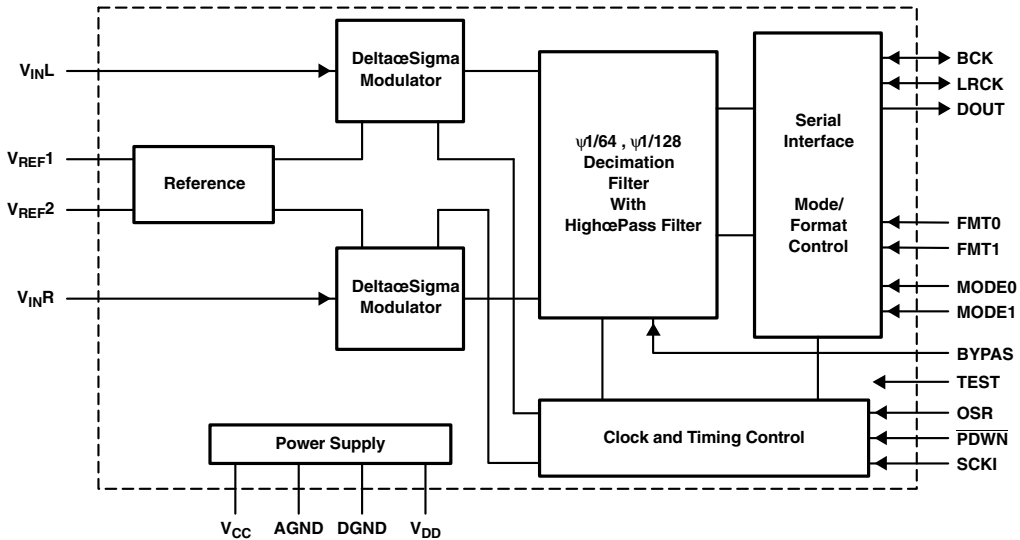 VINL
DeltaœSigma
Modulator
VREF1
VREF2
Reference
VINR
DeltaœSigma
Modulator
ψ1/64 , ψ1/128
Decimation
Filter
With
HighœPass Filter
Serial
Interface
Mode/
Format
Control
BCK
LRCK
DOUT
FMT0
FMT1
MODE0
MODE1
BYPAS
TEST
OSR
PDWN
SCKI
Clock and Timing Control
Power Supply
VCC
AGND
DGND
VDD